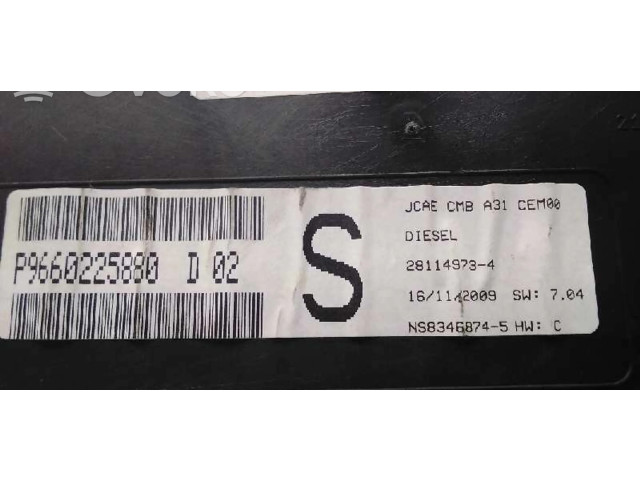 P9660225880 D 02
S
JCAE CMB A31 CEM00
DIESEL
28114973-4
16/11/2009 SW: 7.04
NS8346874-5 HW: C